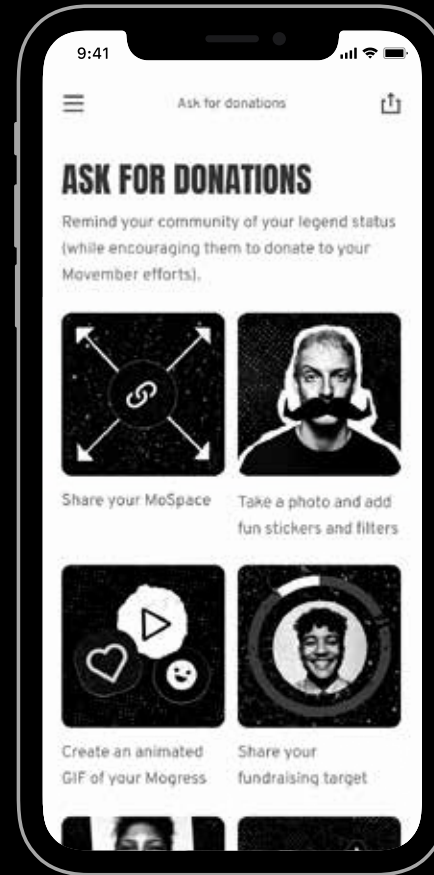 9:41
Ask for donations
ASK FOR DONATIONS
Remind your community of your legend status
(while encouraging them to donate to your
Movember efforts).
Share your MoSpace
Take a photo and add
fun stickers and filters
Create an animated
GIF of your Mogress
Share your
fundraising target